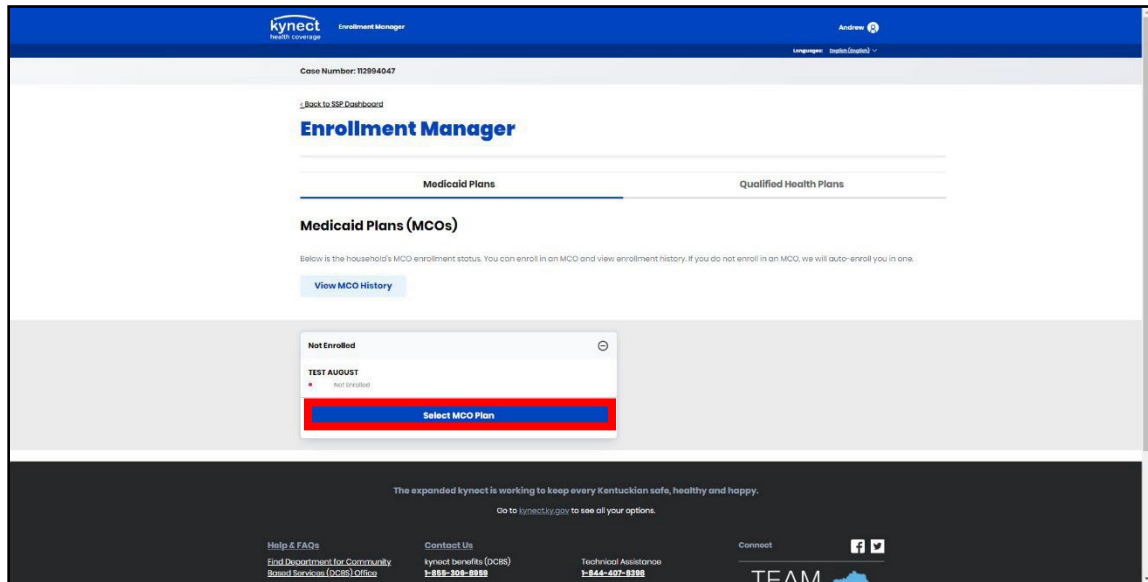 kynect
health coverage
Enrollment Manager
Andrew
Languages: English (English)
Case Number: 112994047
< Back to SSP Dashboard
Enrollment Manager
Medicaid Plans
Qualified Health Plans
Medicaid Plans (MCOs)
Below is the household's MCO enrollment status. You can enroll in an MCO and view enrollment history. If you do not enroll in an MCO, we will auto-enroll you in one.
View MCO History
Not Enrolled
TEST AUGUST
Not Enrolled
Select MCO Plan
The expanded kynect is working to keep every Kentuckian safe, healthy and happy.
Go to kynect.ky.gov to see all your options.
Help & FAQs
Find Department for Community
Based Services (DCBS) Office
Contact Us
kynect benefits (DCBS)
1-855-306-8959
Technical Assistance
1-844-407-8398
Connect
TEAM